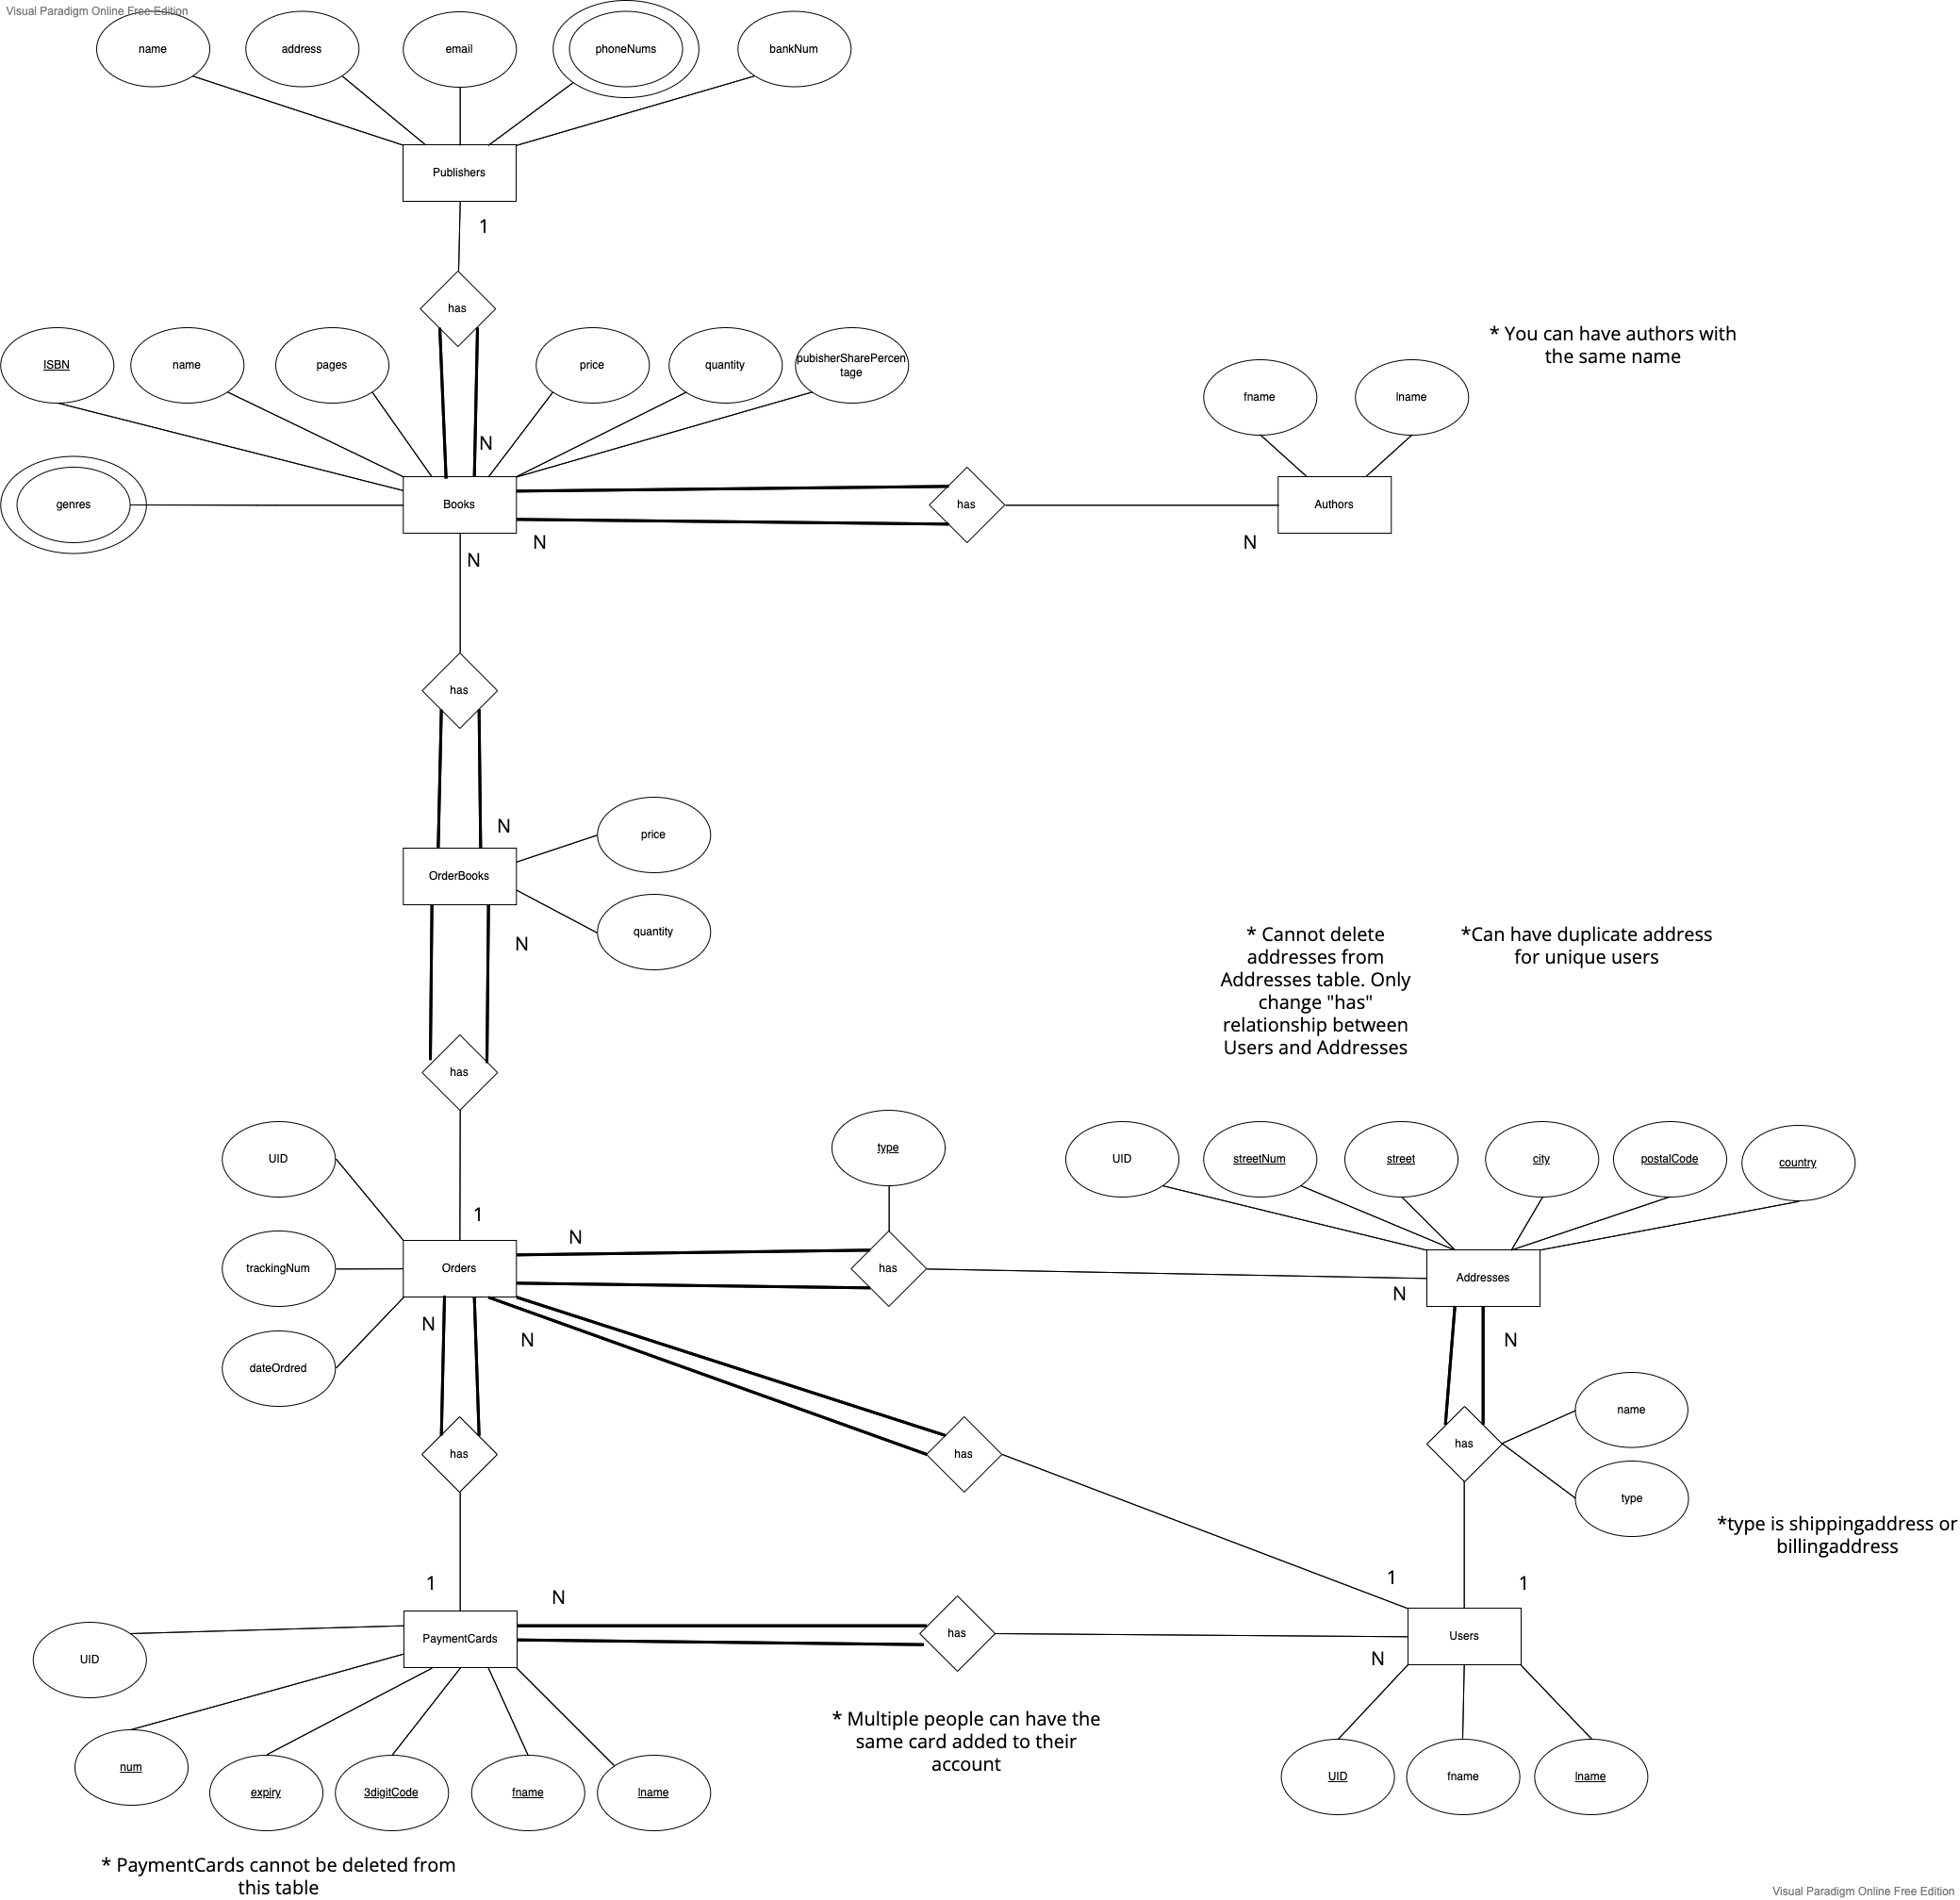 Visual Paradigm Online Free Edition
name
address
email
phoneNums
bankNum
Publishers
1
has
ISBN
name
pages
price
quantity
pubisherSharePercen
tage
* You can have authors with
the same name
fname
lname
N
genres
Books
has
Authors
N
N
N
has
N
price
OrderBooks
quantity
N
* Cannot delete
addresses from
Addresses table. Only
change "has"
relationship between
Users and Addresses
*Can have duplicate address
for unique users
has
type
UID
UID
streetNum
street
city
postalCode
country
1
N
trackingNum
Orders
has
Addresses
N
N
N
N
dateOrdred
name
has
has
has
type
*type is shippingaddress or
billingaddress
1
N
1
1
UID
PaymentCards
has
Users
N
* Multiple people can have the
same card added to their
account
num
expiry
3digitCode
fname
lname
UID
fname
lname
* PaymentCards cannot be deleted from
this table
Visual Paradigm Online Free Edition